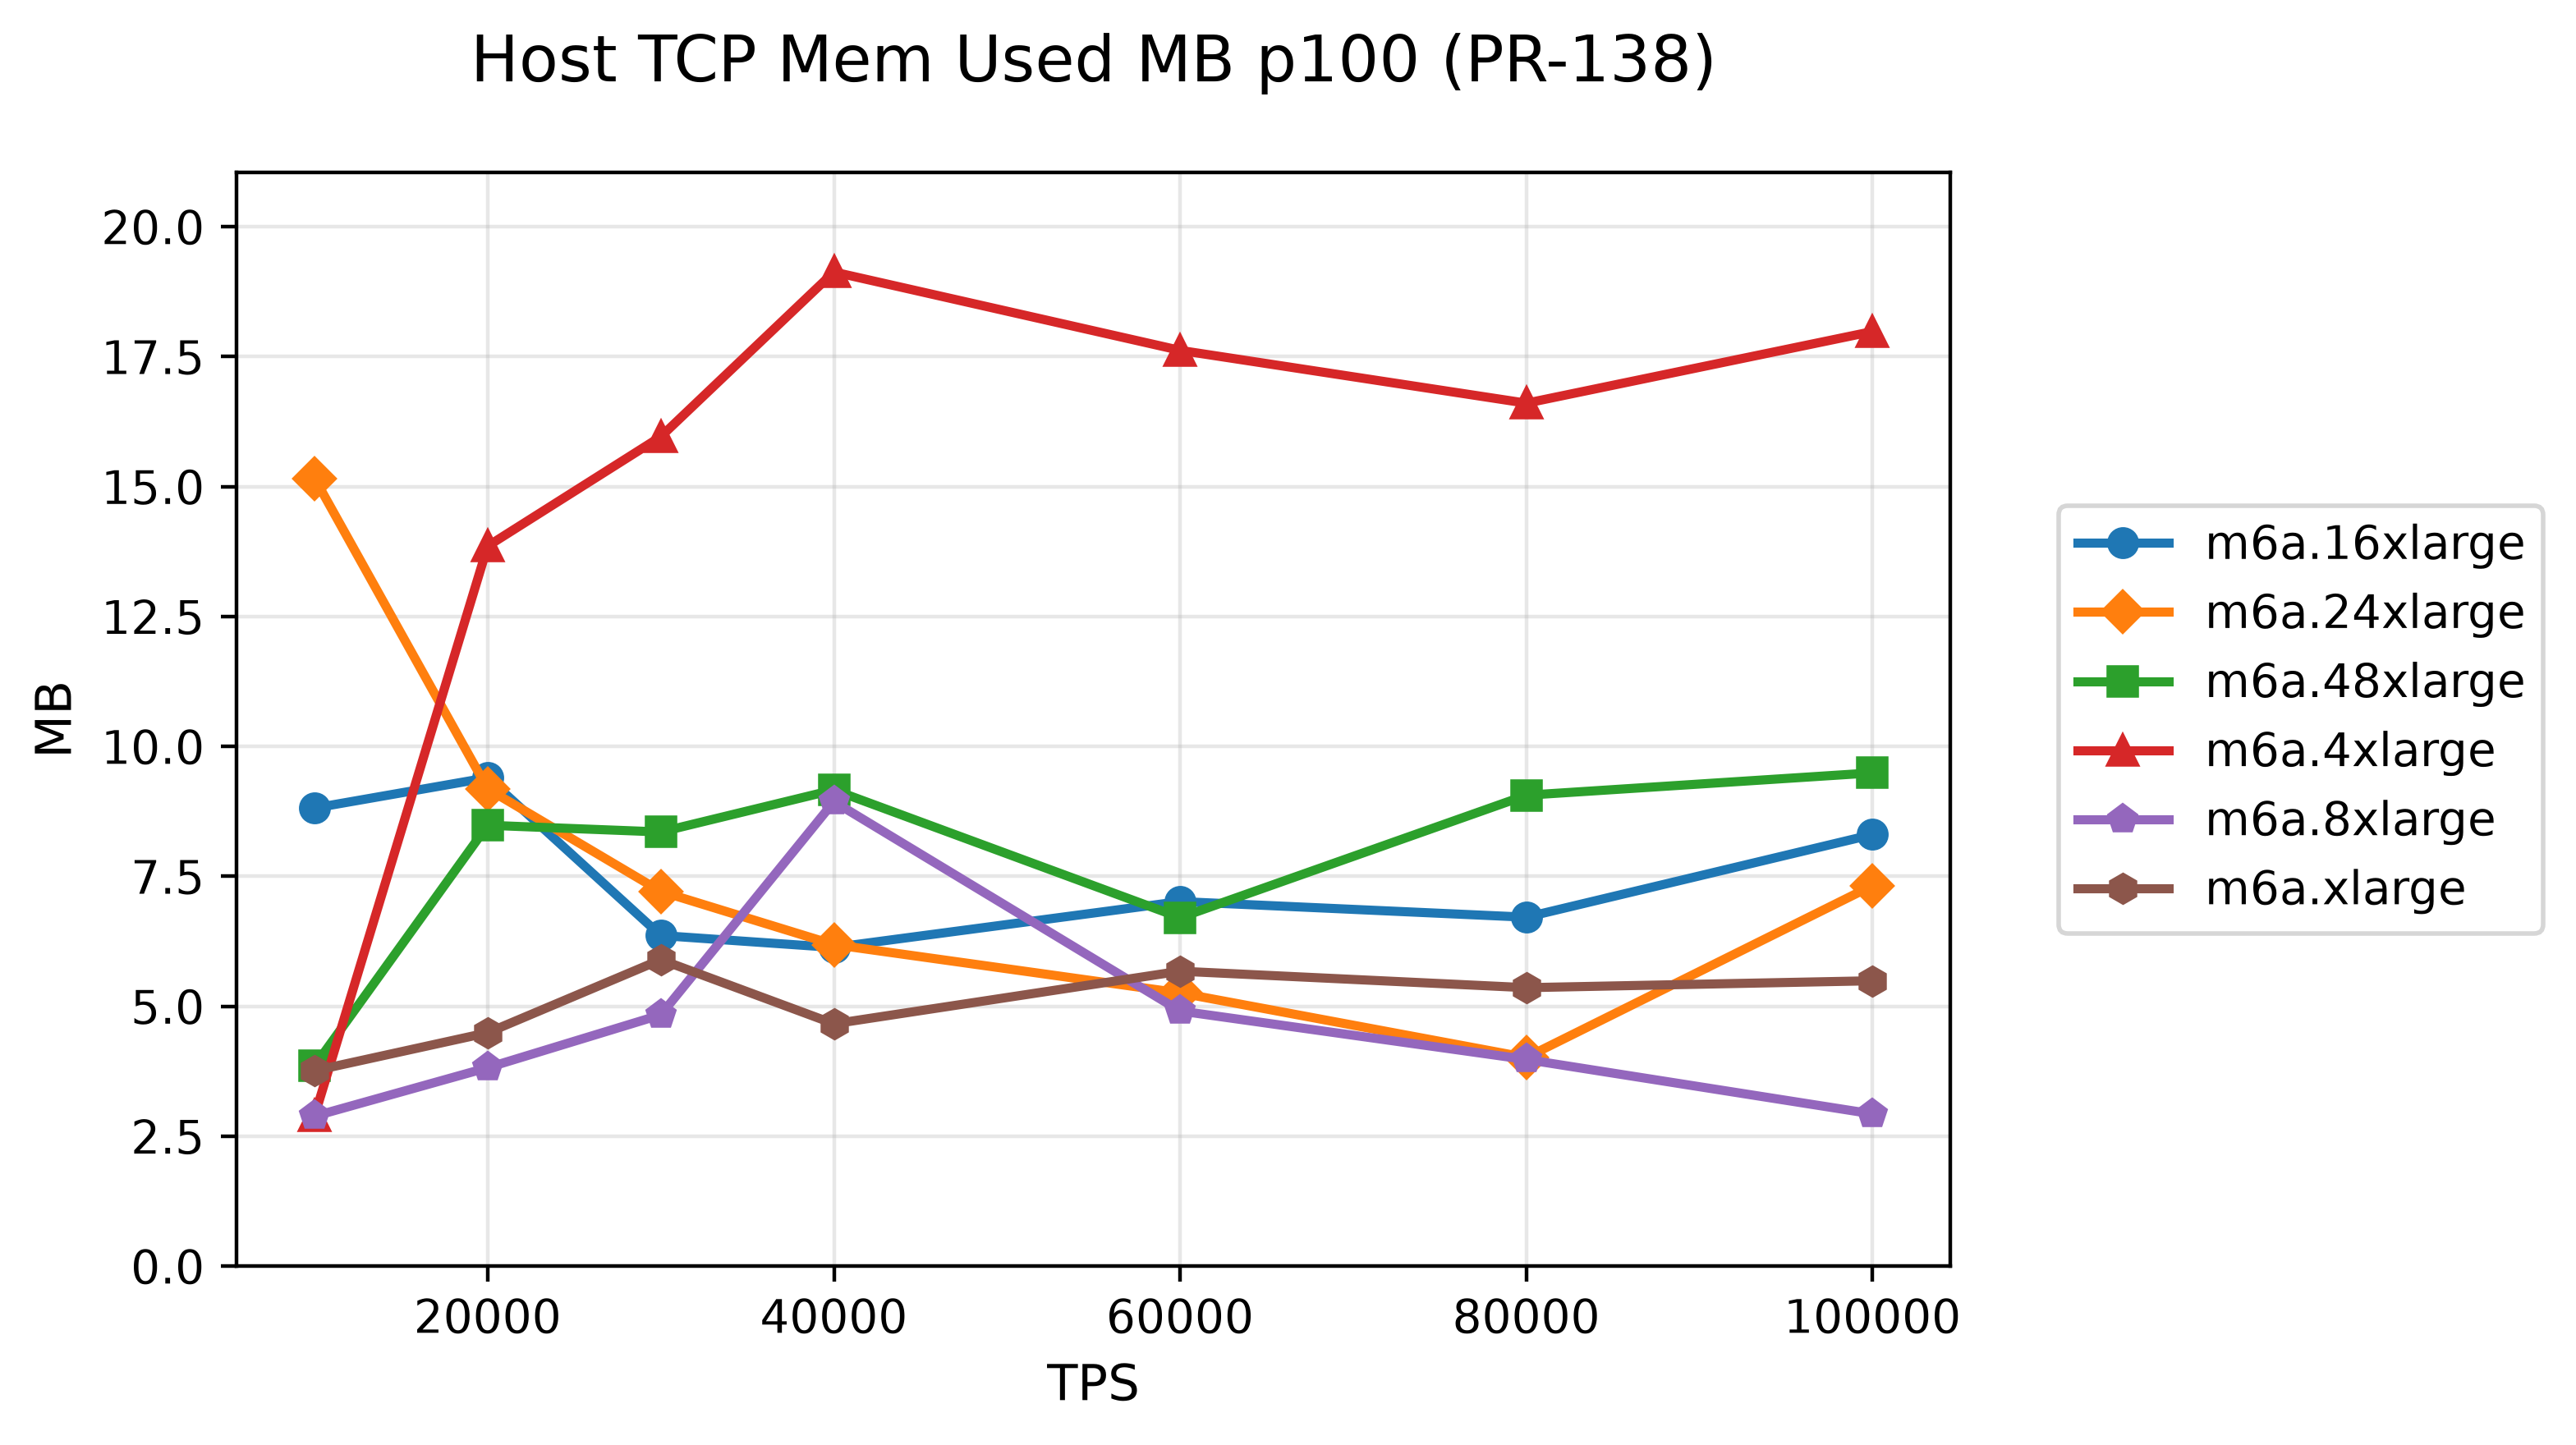 Host TCP Mem Used MB p100 (PR-138)
20.0
17.5
15.0
12.5
10.0
7.5
5.0
2.5
0.0
MB
20000 40000 60000 80000 100000
TPS
m6a.16xlarge
m6a.24xlarge
m6a.48xlarge
m6a.4xlarge
m6a.8xlarge
m6a.xlarge